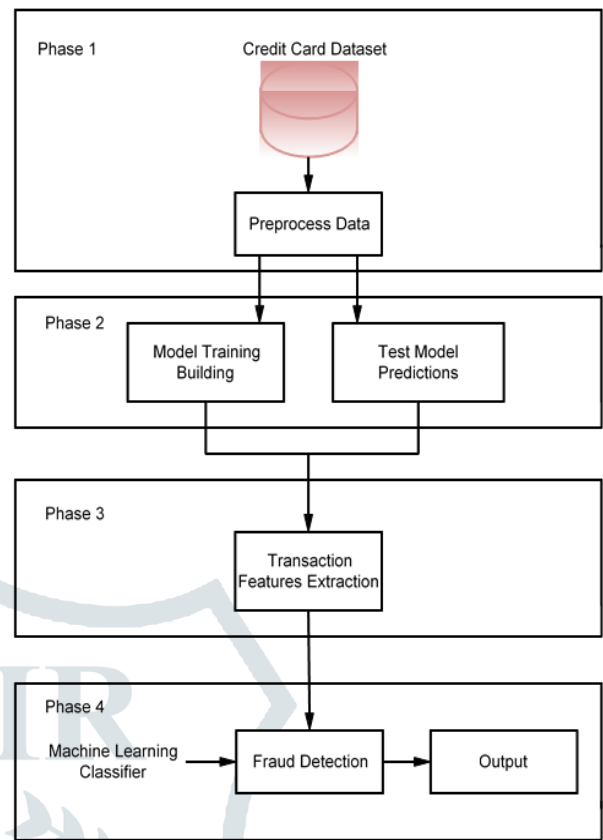 Phase 1
Credit Card Dataset
Preprocess Data
Phase 2
Model Training
Building
Test Model
Predictions
Phase 3
Transaction
Features Extraction
Phase 4
Machine Learning
Classifier
Fraud Detection
Output
IR